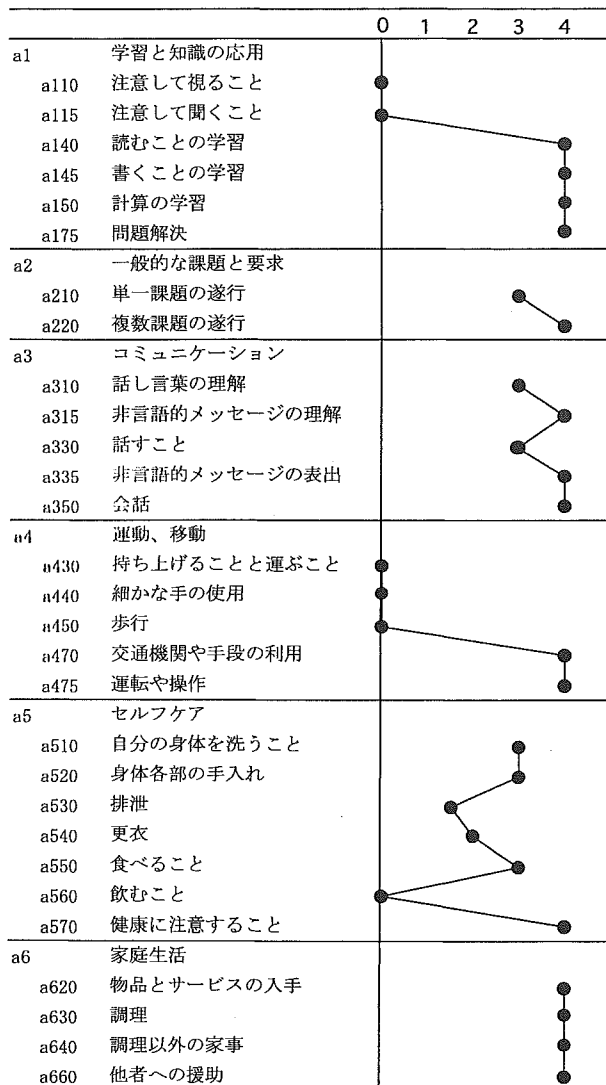 0 1 2 3 4
a1 学習と知識の応用
a110 注意して視ること
a115 注意して聞くこと
a140 読むことの学習
a145 書くことの学習
a150 計算の学習
a175 問題解決
a2 一般的な課題と要求
a210 単一課題の遂行
a220 複数課題の遂行
a3 コミュニケーション
a310 話し言葉の理解
a315 非言語的メッセージの理解
a330 話すこと
a335 非言語的メッセージの表出
a350 会話
a4 運動、移動
a430 持ち上げることと運ぶこと
a440 細かな手の使用
a450 歩行
a470 交通機関や手段の利用
a475 運転や操作
a5 セルフケア
a510 自分の身体を洗うこと
a520 身体各部の手入れ
a530 排泄
a540 更衣
a550 食べること
a560 飲むこと
a570 健康に注意すること
a6 家庭生活
a620 物品とサービスの入手
a630 調理
a640 調理以外の家事
a660 他者への援助